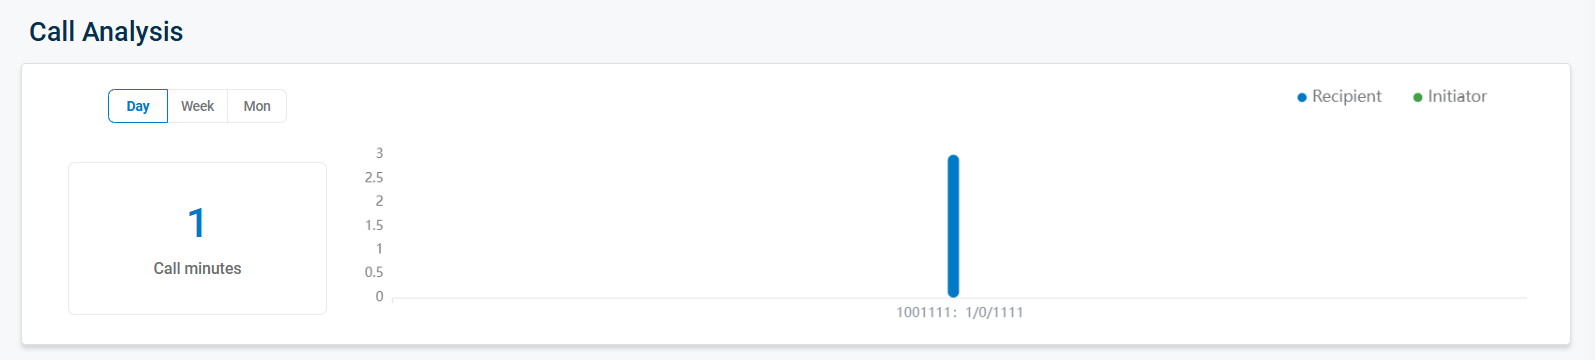 Call Analysis
Day Week Mon
Recipient Initiator
1
Call minutes
3
2.5
2
1.5
1
0.5
0
1001111: 1/0/1111